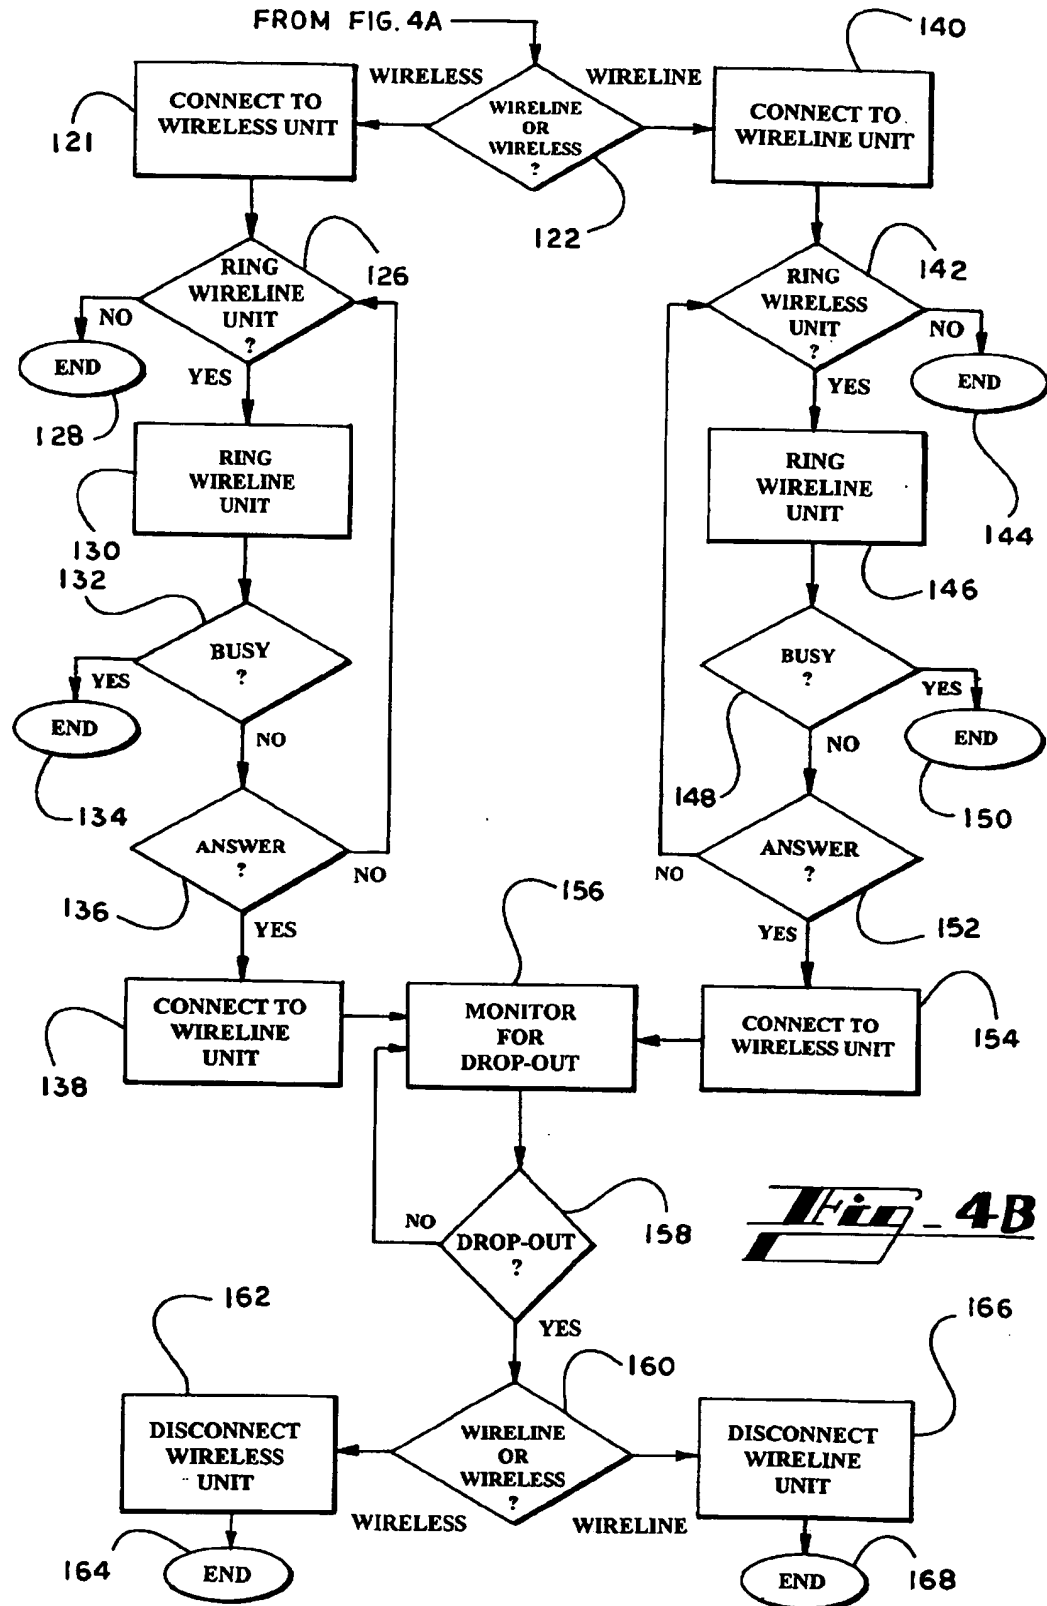 FROM FIG. 4A
140
WIRELESS
WIRELINE
CONNECT TO
WIRELESS UNIT
WIRELINE
OR
WIRELESS
?
CONNECT TO
WIRELINE UNIT
121
122
RING
WIRELINE
UNIT
?
126
RING
WIRELESS
UNIT
?
142
NO
NO
END
YES
YES
END
128
RING
WIRELINE
UNIT
RING
WIRELINE
UNIT
144
130
132
146
BUSY
?
BUSY
?
YES
YES
END
NO
NO
END
134
148
150
ANSWER
?
NO
ANSWER
?
NO
136
YES
156
YES
152
CONNECT TO
WIRELINE
UNIT
MONITOR
FOR
DROP-OUT
CONNECT TO
WIRELESS UNIT
154
138
NO
DROP-OUT
?
158
Fig_4B
162
YES
160
166
DISCONNECT
WIRELESS
UNIT
WIRELINE
OR
WIRELESS
?
DISCONNECT
WIRELINE
UNIT
WIRELESS
WIRELINE
164
END
END
168